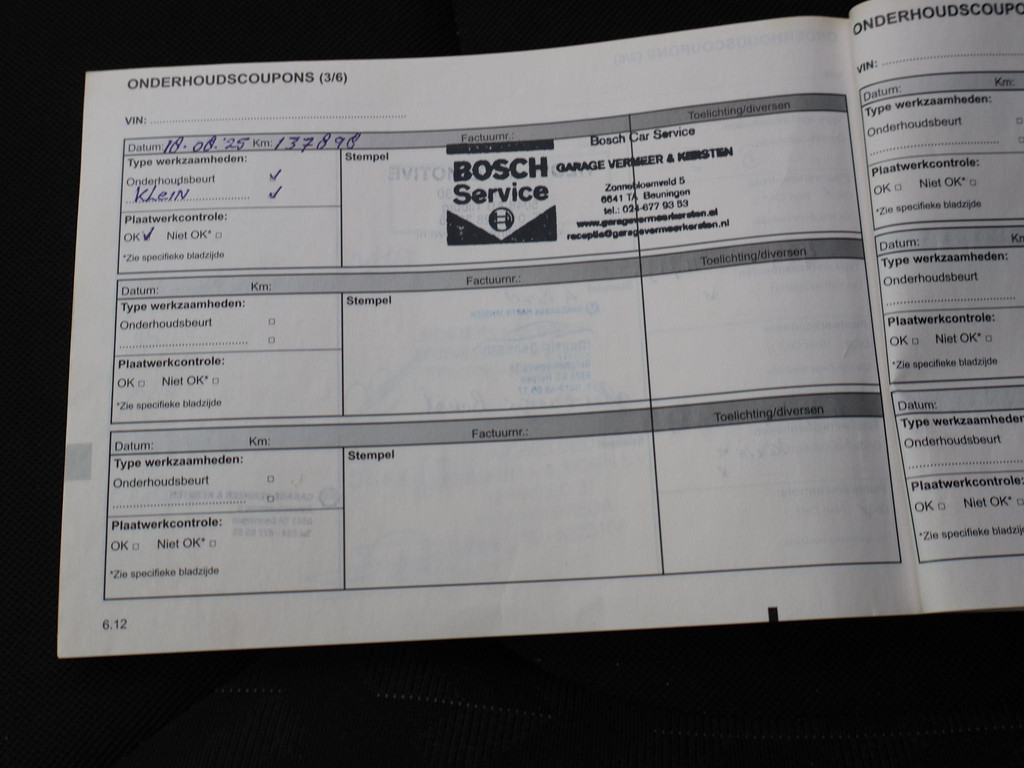 ONDERHOUDSCOUPONS (3/6)
VIN:
Datum: 18.08.'25 Km: 137898 Factuurnr.: Toelichting/diversen
Type werkzaamheden:
Onderhoudsbeurt ✓
KLEIN ✓
Plaatwerkcontrole:
OK ✓ Niet OK* □
*Zie specifieke bladzijde
Stempel
BOSCH
Service
Bosch Car Service
GARAGE VERMEER & KERSTEN
Zonnebloemveld 5
6641 TA Beuningen
tel.: 024-677 93 53
www.garagevermeerkersten.nl
receptie@garagevermeerkersten.nl
Datum: Km: Factuurnr.: Toelichting/diversen
Type werkzaamheden:
Onderhoudsbeurt □
□
Plaatwerkcontrole:
OK □ Niet OK* □
*Zie specifieke bladzijde
Stempel
Datum: Km: Factuurnr.: Toelichting/diversen
Type werkzaamheden:
Onderhoudsbeurt □
□
Plaatwerkcontrole:
OK □ Niet OK* □
*Zie specifieke bladzijde
Stempel
6.12
ONDERHOUDSCOUPO
VIN:
Datum: Km:
Type werkzaamheden:
Onderhoudsbeurt □
Plaatwerkcontrole:
OK □ Niet OK* □
*Zie specifieke bladzijde
Datum: Km
Type werkzaamheden:
Onderhoudsbeurt
Plaatwerkcontrole:
OK □ Niet OK* □
*Zie specifieke bladzijde
Datum:
Type werkzaamheden
Onderhoudsbeurt
Plaatwerkcontrole:
OK □ Niet OK* □
*Zie specifieke bladzijde